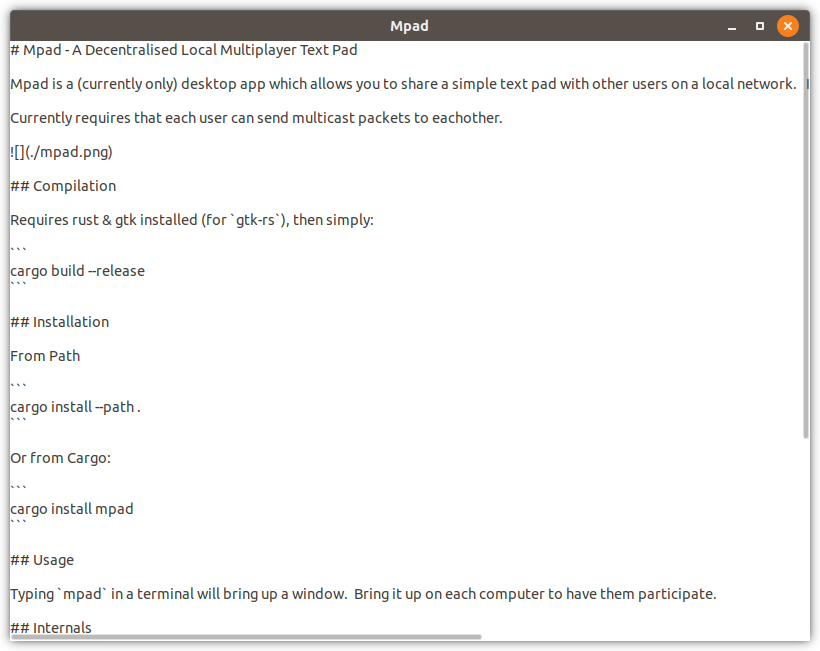 Mpad
# Mpad - A Decentralised Local Multiplayer Text Pad
Mpad is a (currently only) desktop app which allows you to share a simple text pad with other users on a local network.
Currently requires that each user can send multicast packets to eachother.
![](./mpad.png)
## Compilation
Requires rust & gtk installed (for `gtk-rs`), then simply:
```
cargo build --release
```
## Installation
From Path
```
cargo install --path .
```
Or from Cargo:
```
cargo install mpad
```
## Usage
Typing `mpad` in a terminal will bring up a window.  Bring it up on each computer to have them participate.
## Internals